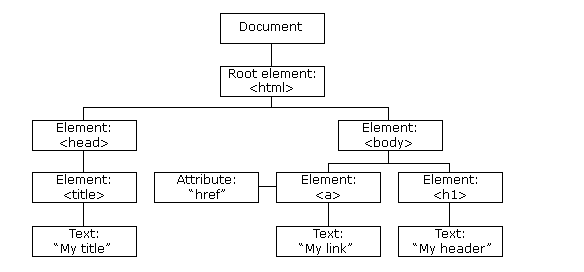 Document
Root element:
<html>
Element:
<head>
Element:
<body>
Element:
<title>
Attribute:
“href”
Element:
<a>
Element:
<h1>
Text:
“My title”
Text:
“My link”
Text:
“My header”